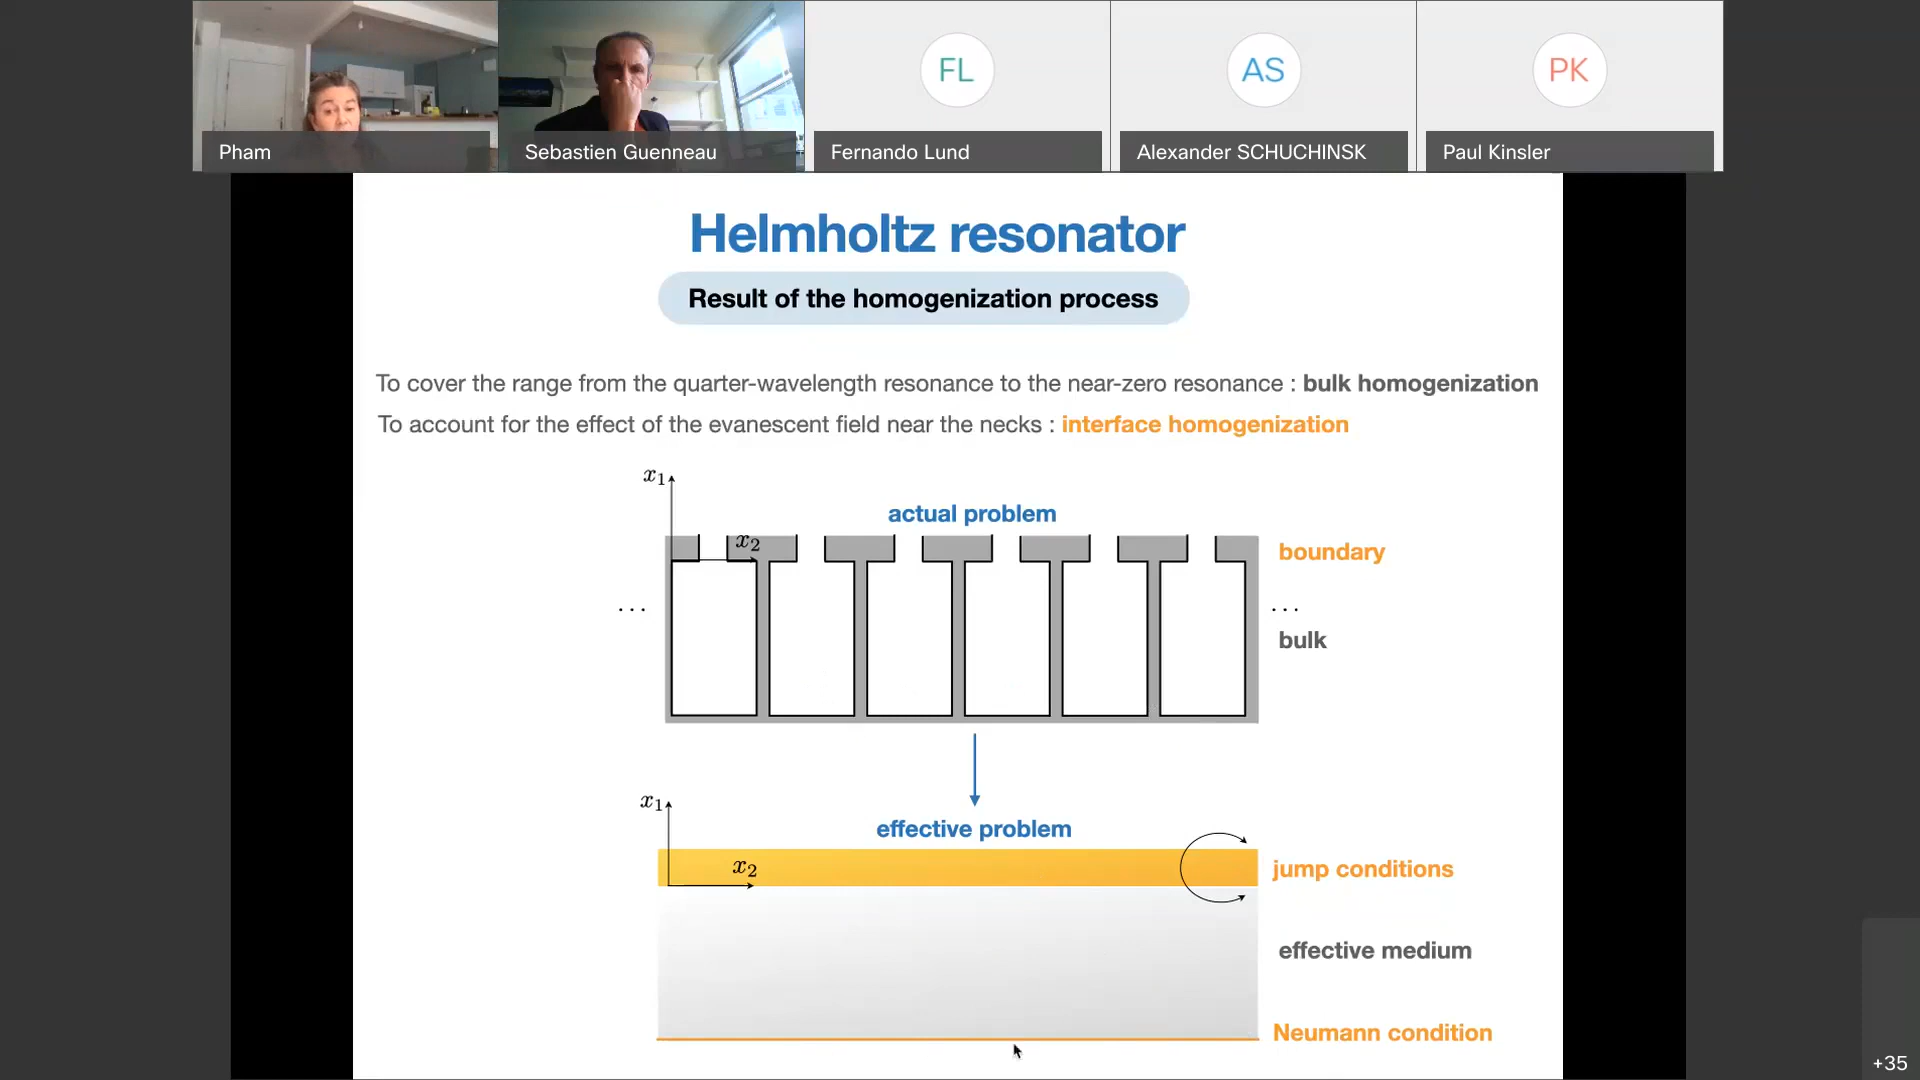 Pham
Sebastien Guenneau
FL
Fernando Lund
AS
Alexander SCHUCHINSK
PK
Paul Kinsler
Helmholtz resonator
Result of the homogenization process
To cover the range from the quarter-wavelength resonance to the near-zero resonance : bulk homogenization
To account for the effect of the evanescent field near the necks : interface homogenization
x₁
actual problem
x₂
boundary
... ...
bulk
x₁
effective problem
x₂
jump conditions
effective medium
Neumann condition
+35